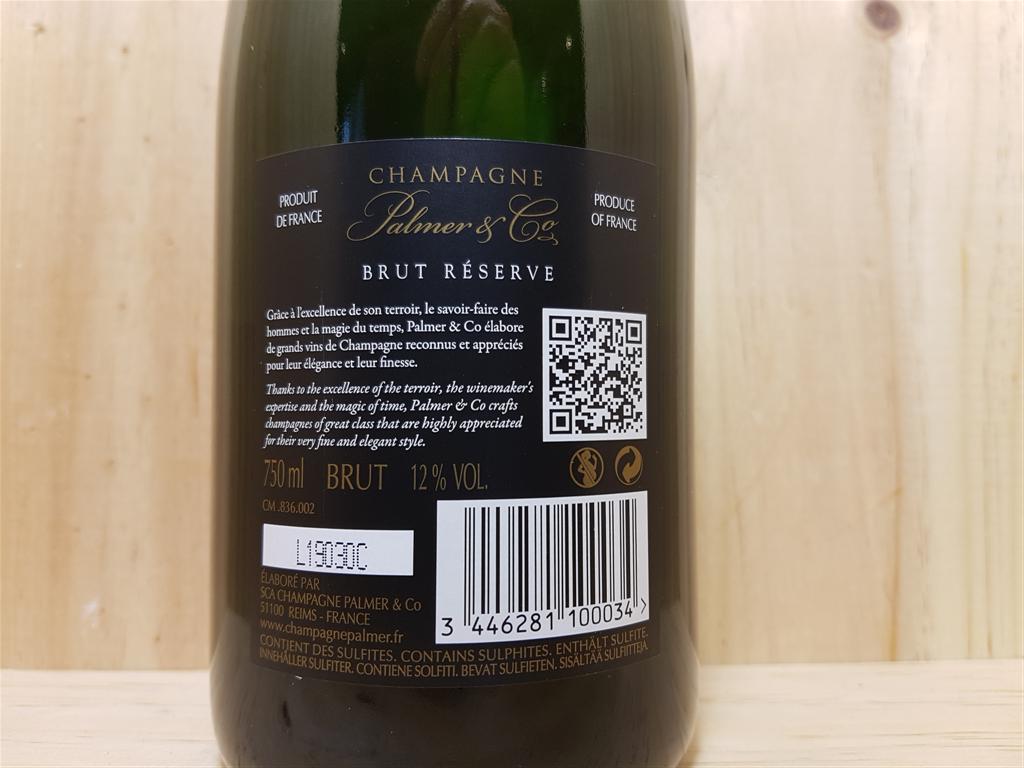 CHAMPAGNE
PRODUIT
DE FRANCE
Palmer & Co
PRODUCE
OF FRANCE
BRUT RÉSERVE
Grâce à l'excellence de son terroir, le savoir-faire des
hommes et la magie du temps, Palmer & Co élabore
de grands vins de Champagne reconnus et appréciés
pour leur élégance et leur finesse.
Thanks to the excellence of the terroir, the winemaker's
expertise and the magic of time, Palmer & Co crafts
champagnes of great class that are highly appreciated
for their very fine and elegant style.
750 ml BRUT 12 % VOL.
CM .836.002
L19030C
ÉLABORÉ PAR
SCA CHAMPAGNE PALMER & Co
51100 REIMS - FRANCE
www.champagnepalmer.fr
3 446281 100034 >
CONTIENT DES SULFITES. CONTAINS SULPHITES. ENTHÄLT SULFITE.
INNEHÅLLER SULFITER. CONTIENE SOLFITI. BEVAT SULFIETEN. SISÄLTÄÄ SULFIITTEJA.